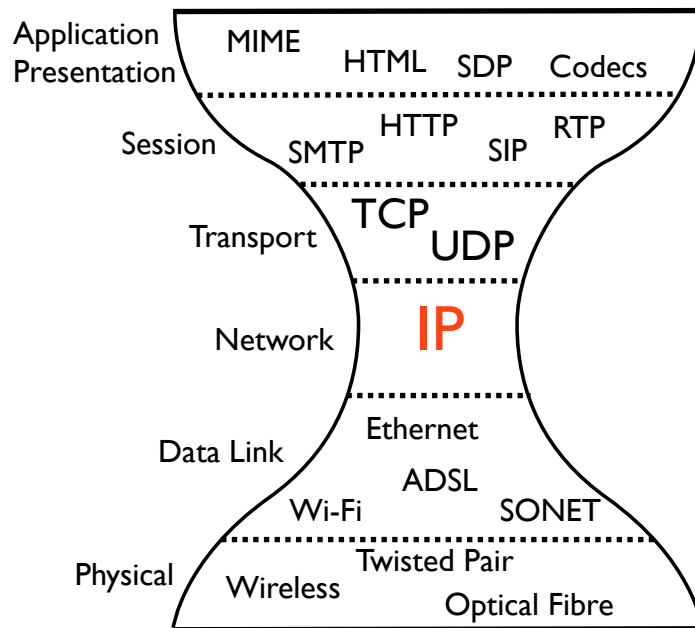 Application
Presentation
MIME
HTML
SDP
Codecs
Session
HTTP
RTP
SMTP
SIP
Transport
TCP
UDP
Network
IP
Data Link
Ethernet
ADSL
Wi-Fi
SONET
Physical
Twisted Pair
Wireless
Optical Fibre